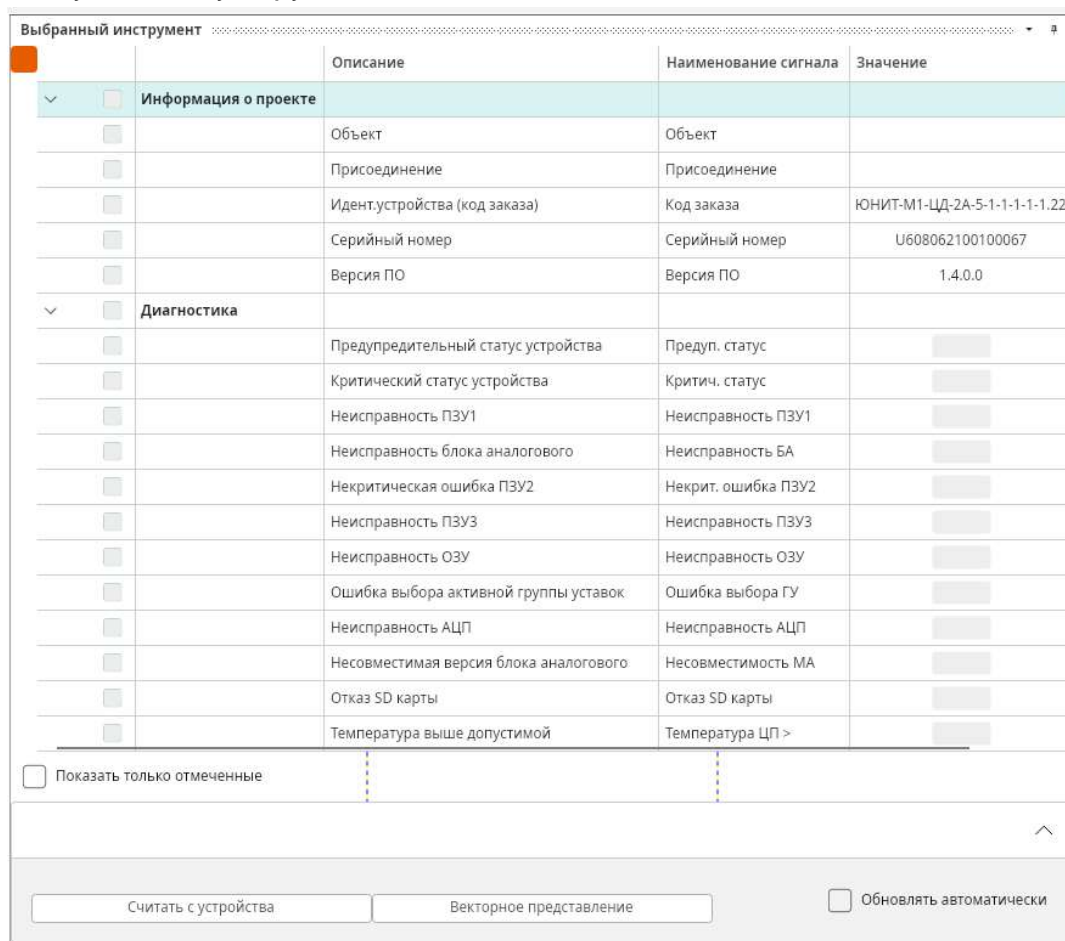 Выбранный инструмент
Описание Наименование сигнала Значение
Информация о проекте
Объект Объект
Присоединение Присоединение
Идент.устройства (код заказа) Код заказа ЮНИТ-М1-ЦД-2А-5-1-1-1-1-1.22
Серийный номер Серийный номер U608062100100067
Версия ПО Версия ПО 1.4.0.0
Диагностика
Предупредительный статус устройства Предуп. статус
Критический статус устройства Критич. статус
Неисправность ПЗУ1 Неисправность ПЗУ1
Неисправность блока аналогового Неисправность БА
Некритическая ошибка ПЗУ2 Некрит. ошибка ПЗУ2
Неисправность ПЗУ3 Неисправность ПЗУ3
Неисправность ОЗУ Неисправность ОЗУ
Ошибка выбора активной группы уставок Ошибка выбора ГУ
Неисправность АЦП Неисправность АЦП
Несовместимая версия блока аналогового Несовместимость МА
Отказ SD карты Отказ SD карты
Температура выше допустимой Температура ЦП >
Показать только отмеченные
Считать с устройства Векторное представление Обновлять автоматически